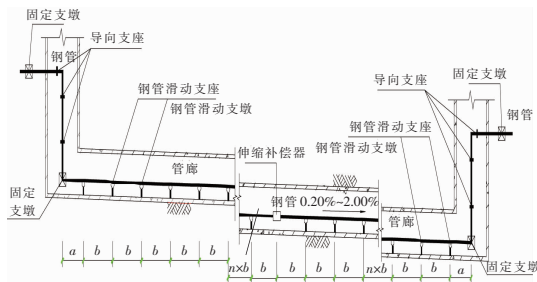 固定支墩
导向支座
钢管
钢管滑动支座
钢管滑动支墩
管廊
固定
支墩
伸缩补偿器
钢管 0.20%~2.00%
导向支座
固定支墩
钢管
钢管滑动支座
钢管滑动支墩
管廊
固定支墩
a b b b b b n×b b b b b n×b b b a